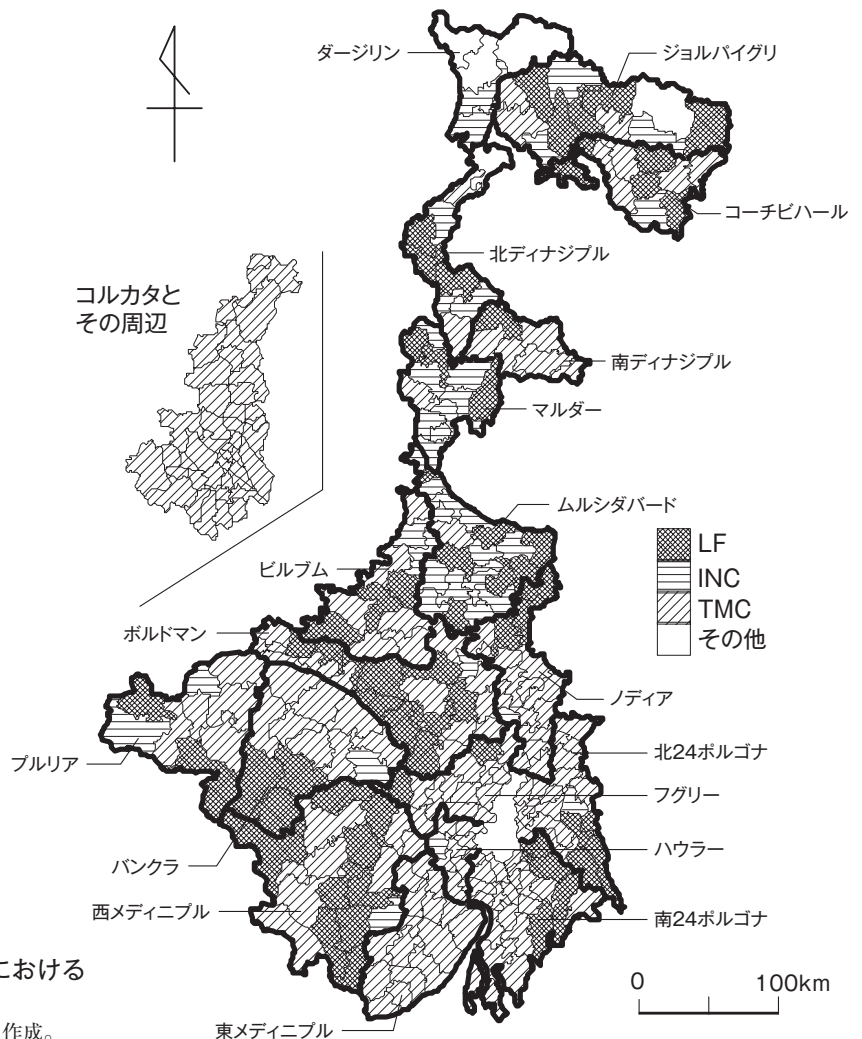 ダージリン
ジョルパイグリ
コーチビハール
北ディナジプル
コルカタと
その周辺
南ディナジプル
マルダー
ムルシダバード
LF
INC
TMC
その他
ビルブム
ボルドマン
ノディア
北24ポルゴナ
プルリア
フグリー
ハウラー
バンクラ
西メディニプル
南24ポルゴナ
における
0 100km
作成。
東メディニプル